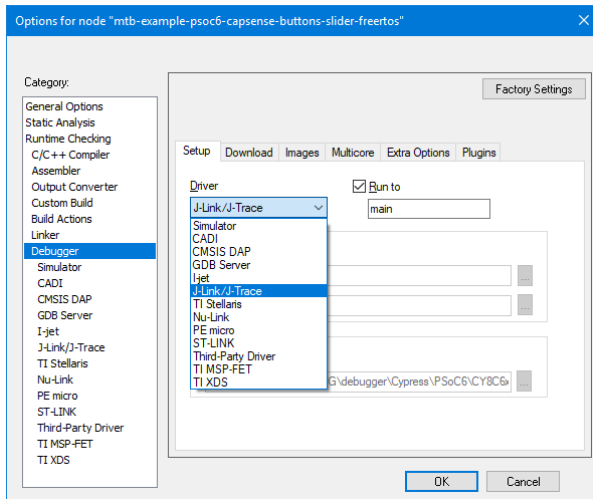 Options for node "mtb-example-psoc6-capsense-buttons-slider-freertos"
Category:
General Options
Static Analysis
Runtime Checking
C/C++ Compiler
Assembler
Output Converter
Custom Build
Build Actions
Linker
Debugger
Simulator
CADI
CMSIS DAP
GDB Server
I-jet
J-Link/J-Trace
TI Stellaris
Nu-Link
PE micro
ST-LINK
Third-Party Driver
TI MSP-FET
TI XDS
Factory Settings
Setup Download Images Multicore Extra Options Plugins
Driver
Run to
J-Link/J-Trace
main
Simulator
CADI
CMSIS DAP
GDB Server
I-jet
J-Link/J-Trace
TI Stellaris
Nu-Link
PE micro
ST-LINK
Third-Party Driver
TI MSP-FET
TI XDS
G\debugger\Cypress\PSoC6\CY8C6
...
...
...
OK Cancel